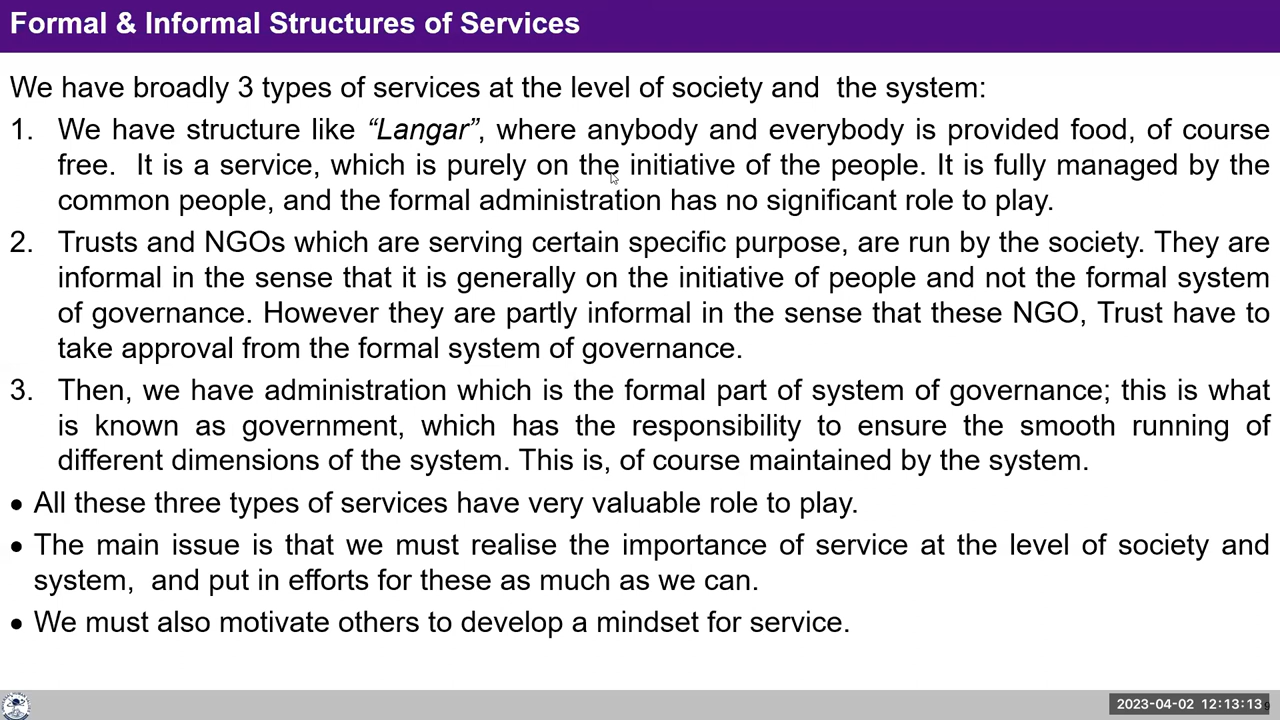 Formal & Informal Structures of Services
We have broadly 3 types of services at the level of society and  the system:
1. We have structure like “Langar”, where anybody and everybody is provided food, of course
free.  It is a service, which is purely on the initiative of the people. It is fully managed by the
common people, and the formal administration has no significant role to play.
2. Trusts and NGOs which are serving certain specific purpose, are run by the society. They are
informal in the sense that it is generally on the initiative of people and not the formal system
of governance. However they are partly informal in the sense that these NGO, Trust have to
take approval from the formal system of governance.
3. Then, we have administration which is the formal part of system of governance; this is what
is known as government, which has the responsibility to ensure the smooth running of
different dimensions of the system. This is, of course maintained by the system.
• All these three types of services have very valuable role to play.
• The main issue is that we must realise the importance of service at the level of society and
system,  and put in efforts for these as much as we can.
• We must also motivate others to develop a mindset for service.
2023-04-02 12:13:13
9